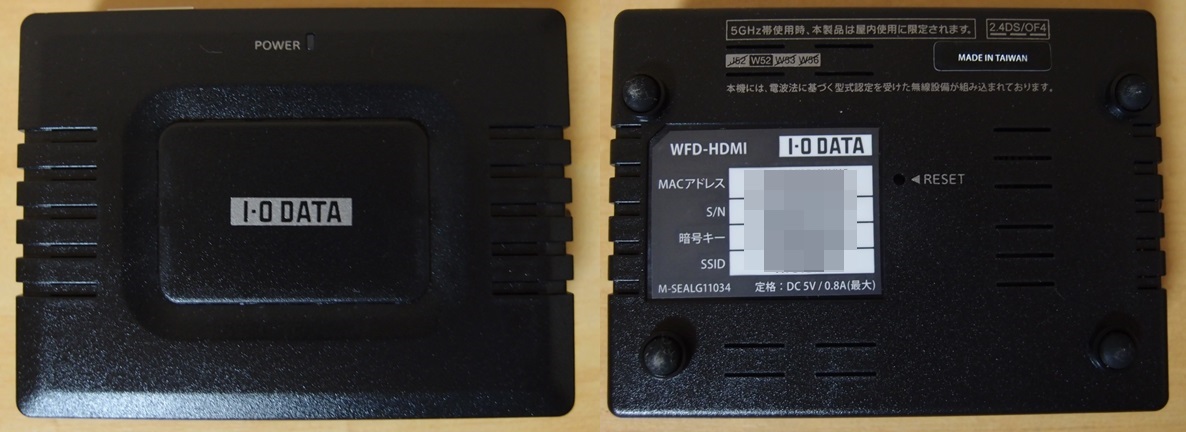 POWER
I-O DATA
5GHz帯使用時、本製品は屋内使用に限定されます。
2.4DS/OF4
J52 W52 W53 W56
MADE IN TAIWAN
本機には、電波法に基づく型式認定を受けた無線設備が組み込まれております。
WFD-HDMI I-O DATA
MACアドレス
◀RESET
S/N
暗号キー
SSID
M-SEALG11034 定格：DC 5V / 0.8A(最大)